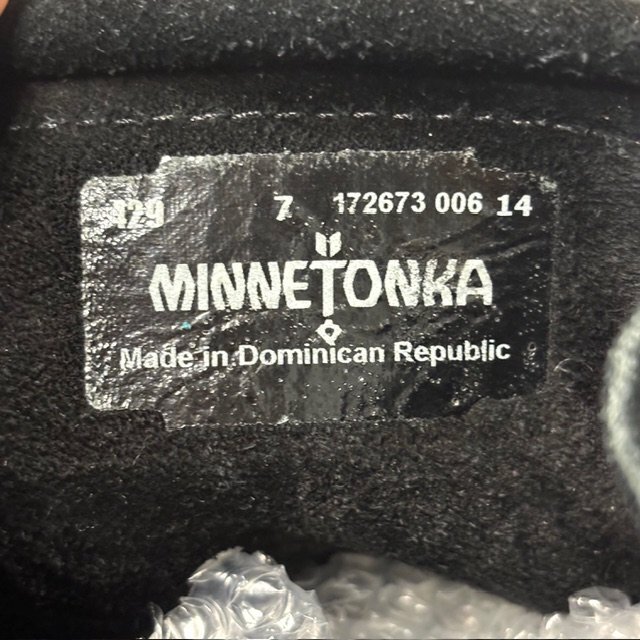 429 7 172673 006 14
MINNETONKA
Made in Dominican Republic